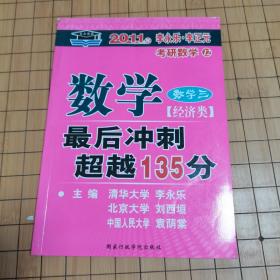 2011年 李永乐·李正元
考研数学 12
数学
数学三
【经济类】
最后冲刺
超越135分
主编 清华大学 李永乐
北京大学 刘西垣
中国人民大学 袁荫棠
国家行政学院出版社